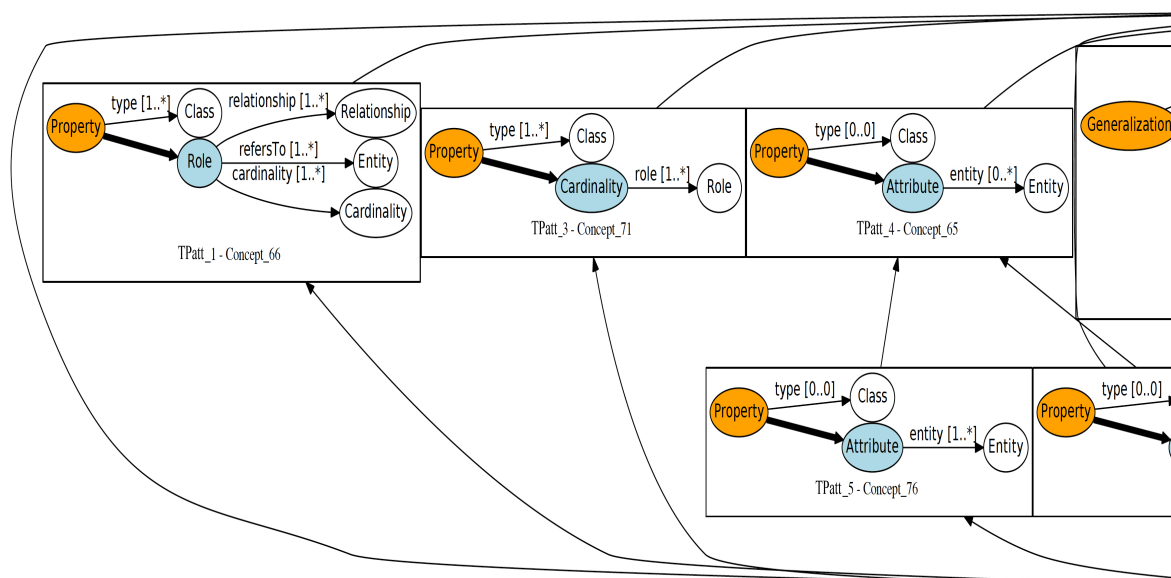 type [1..*]
Class
relationship [1..*]
Relationship
Property
Role
refersTo [1..*]
Entity
cardinality [1..*]
Cardinality
TPatt_1 - Concept_66
type [1..*]
Class
Property
Cardinality
role [1..*]
Role
TPatt_3 - Concept_71
type [0..0]
Class
Property
Attribute
entity [0..*]
Entity
TPatt_4 - Concept_65
Generalization
type [0..0]
Class
Property
Attribute
entity [1..*]
Entity
TPatt_5 - Concept_76
type [0..0]
Property